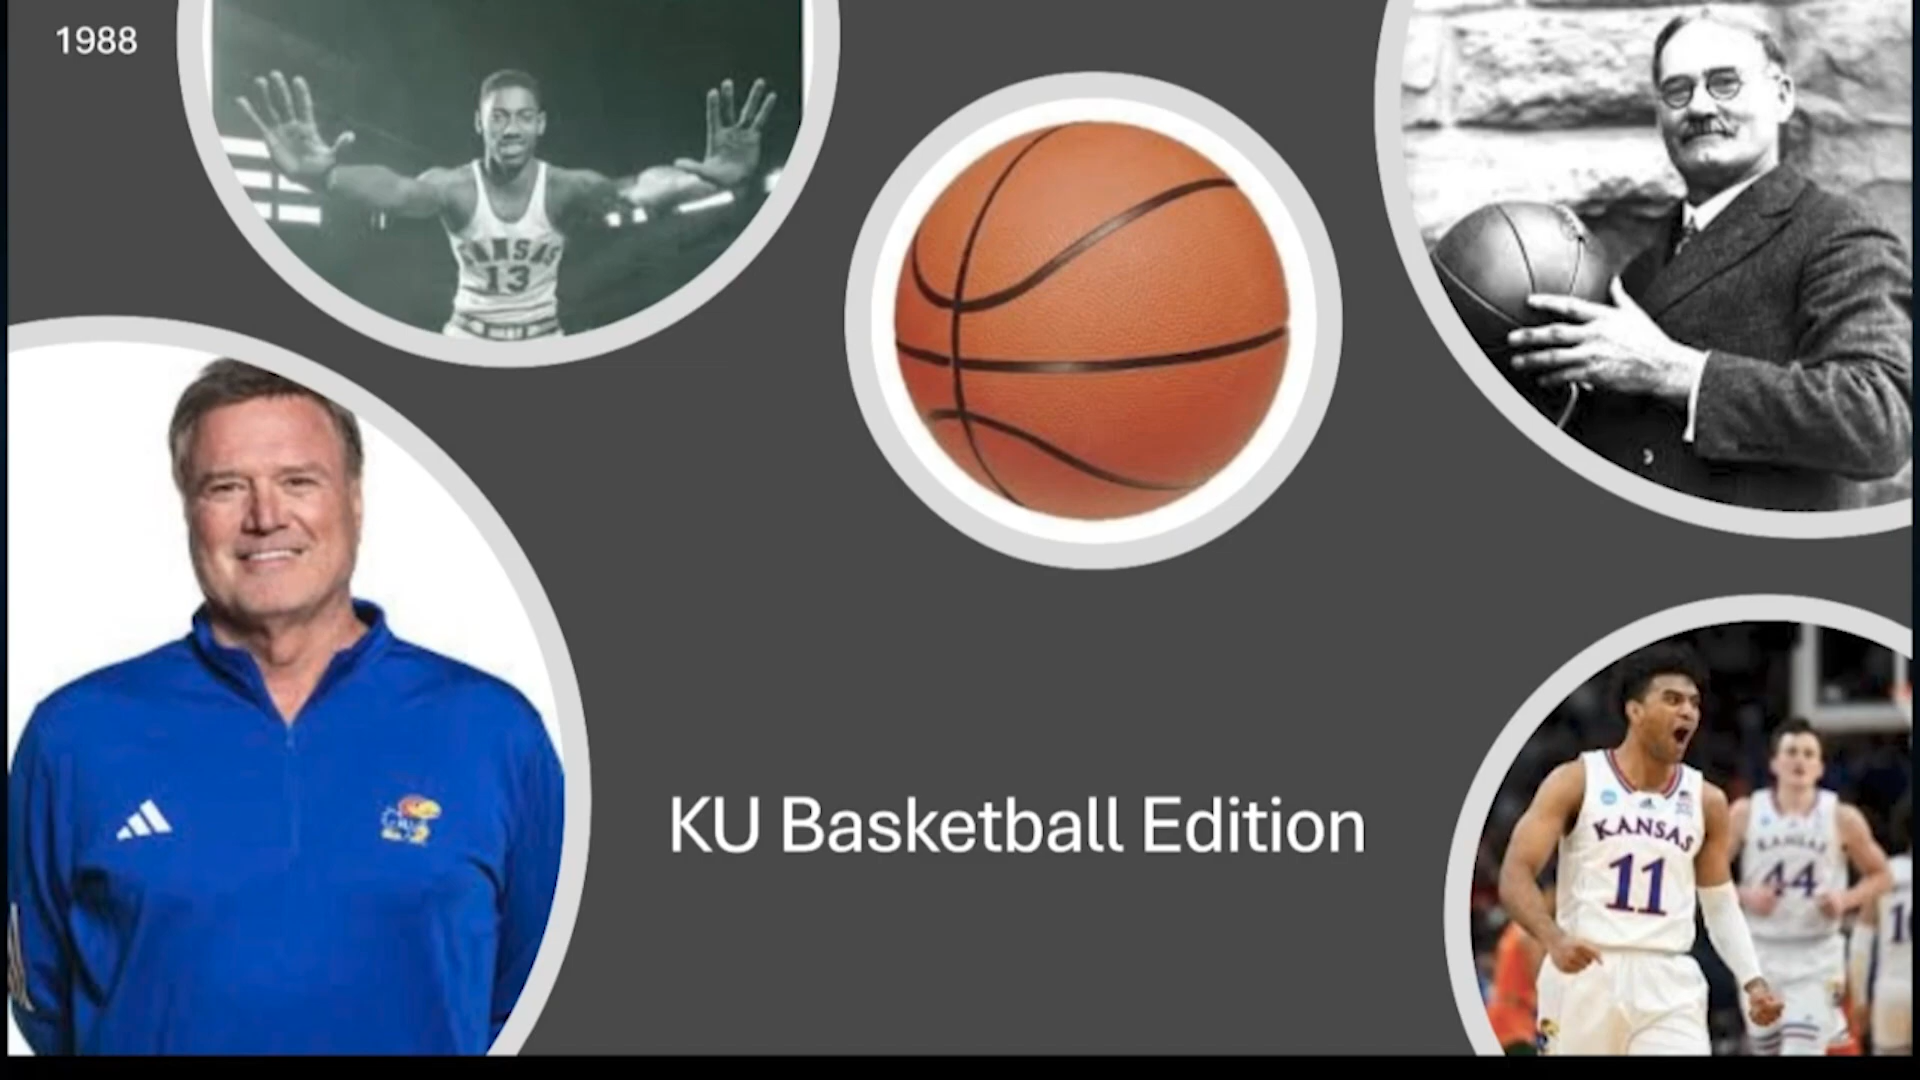 1988
KANSAS
13
KU Basketball Edition
KANSAS
11
KANSAS
44